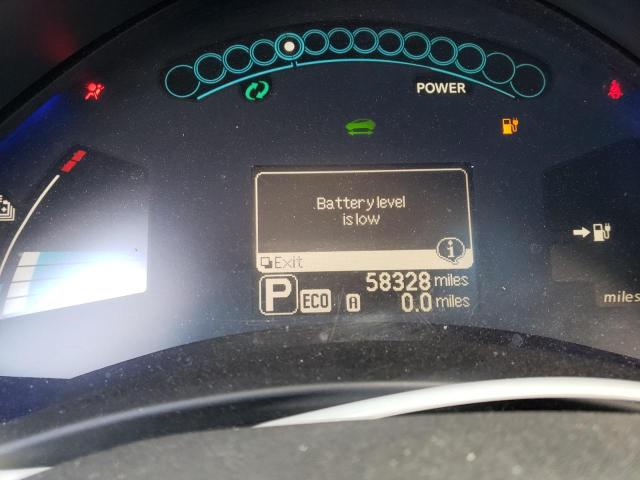 POWER
Battery level
is low
Exit
P ECO 58328 miles
A 0.0 miles
miles